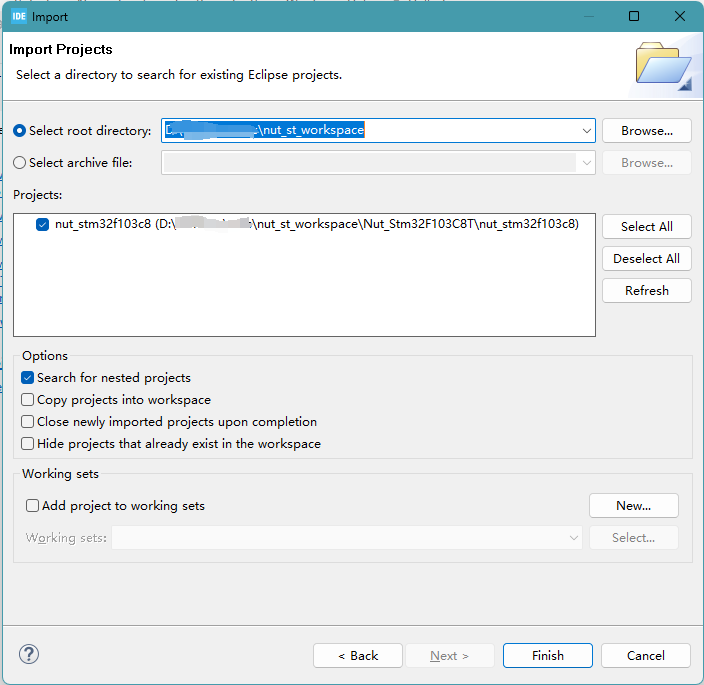 IDE Import
Import Projects
Select a directory to search for existing Eclipse projects.
Select root directory: D:\ \nut_st_workspace Browse...
Select archive file: Browse...
Projects:
nut_stm32f103c8 (D:\ \nut_st_workspace\Nut_Stm32F103C8T\nut_stm32f103c8)
Select All
Deselect All
Refresh
Options
Search for nested projects
Copy projects into workspace
Close newly imported projects upon completion
Hide projects that already exist in the workspace
Working sets
Add project to working sets New...
Working sets: Select...
? < Back Next > Finish Cancel